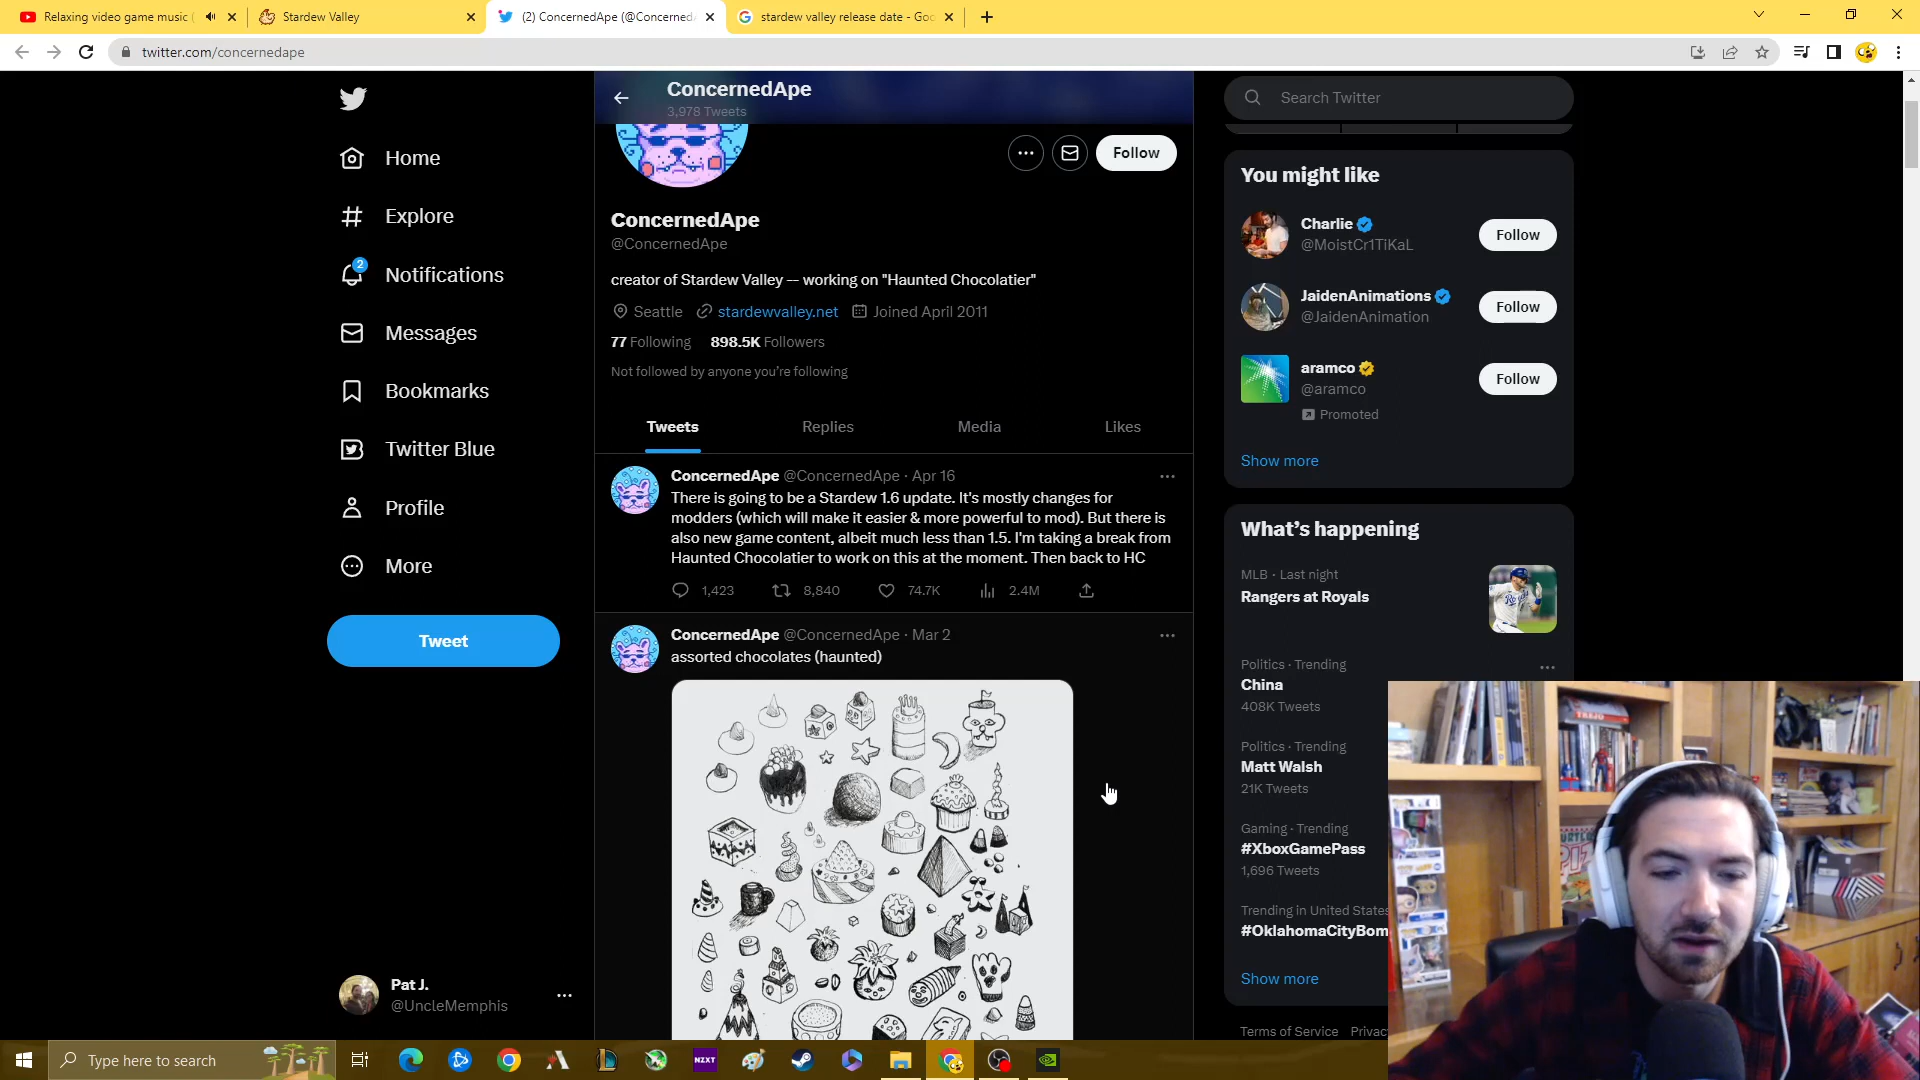 Relaxing video game music (
Stardew Valley
(2) ConcernedApe (@Concerned
stardew valley release date - Goo
twitter.com/concernedape
ConcernedApe
3,978 Tweets
Search Twitter
Home
Explore
2
Notifications
Messages
Bookmarks
Twitter Blue
Profile
More
Tweet
Pat J.
@UncleMemphis
Follow
ConcernedApe
@ConcernedApe
creator of Stardew Valley -- working on "Haunted Chocolatier"
Seattle stardewvalley.net Joined April 2011
77 Following 898.5K Followers
Not followed by anyone you're following
Tweets Replies Media Likes
ConcernedApe @ConcernedApe · Apr 16
There is going to be a Stardew 1.6 update. It's mostly changes for
modders (which will make it easier & more powerful to mod). But there is
also new game content, albeit much less than 1.5. I'm taking a break from
Haunted Chocolatier to work on this at the moment. Then back to HC
1,423 8,840 74.7K 2.4M
ConcernedApe @ConcernedApe · Mar 2
assorted chocolates (haunted)
You might like
Charlie
@MoistCr1TiKaL
Follow
JaidenAnimations
@JaidenAnimation
Follow
aramco
@aramco
Promoted
Follow
Show more
What's happening
MLB · Last night
Rangers at Royals
Politics · Trending
China
408K Tweets
Politics · Trending
Matt Walsh
21K Tweets
Gaming · Trending
#XboxGamePass
1,696 Tweets
Trending in United States
#OklahomaCityBom
Show more
Terms of Service Privac
TREJO
Type here to search
NZXT